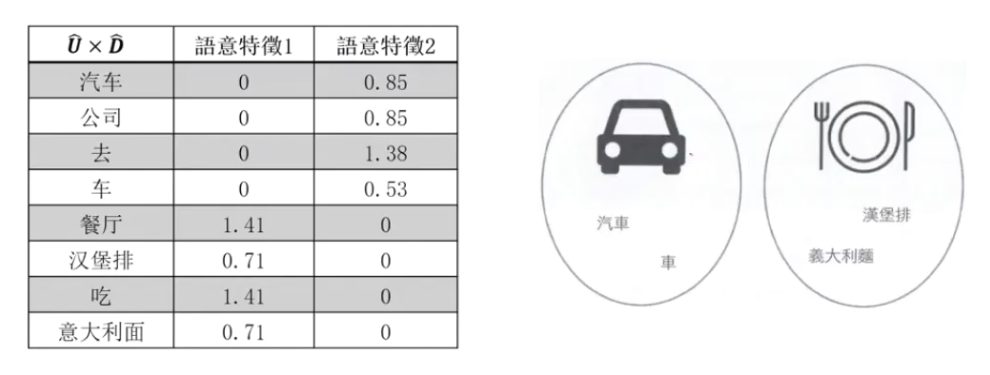 Û × D̂ 語意特徵1 語意特徵2
汽车 0 0.85
公司 0 0.85
去 0 1.38
车 0 0.53
餐厅 1.41 0
汉堡排 0.71 0
吃 1.41 0
意大利面 0.71 0
汽車
車
漢堡排
義大利麵